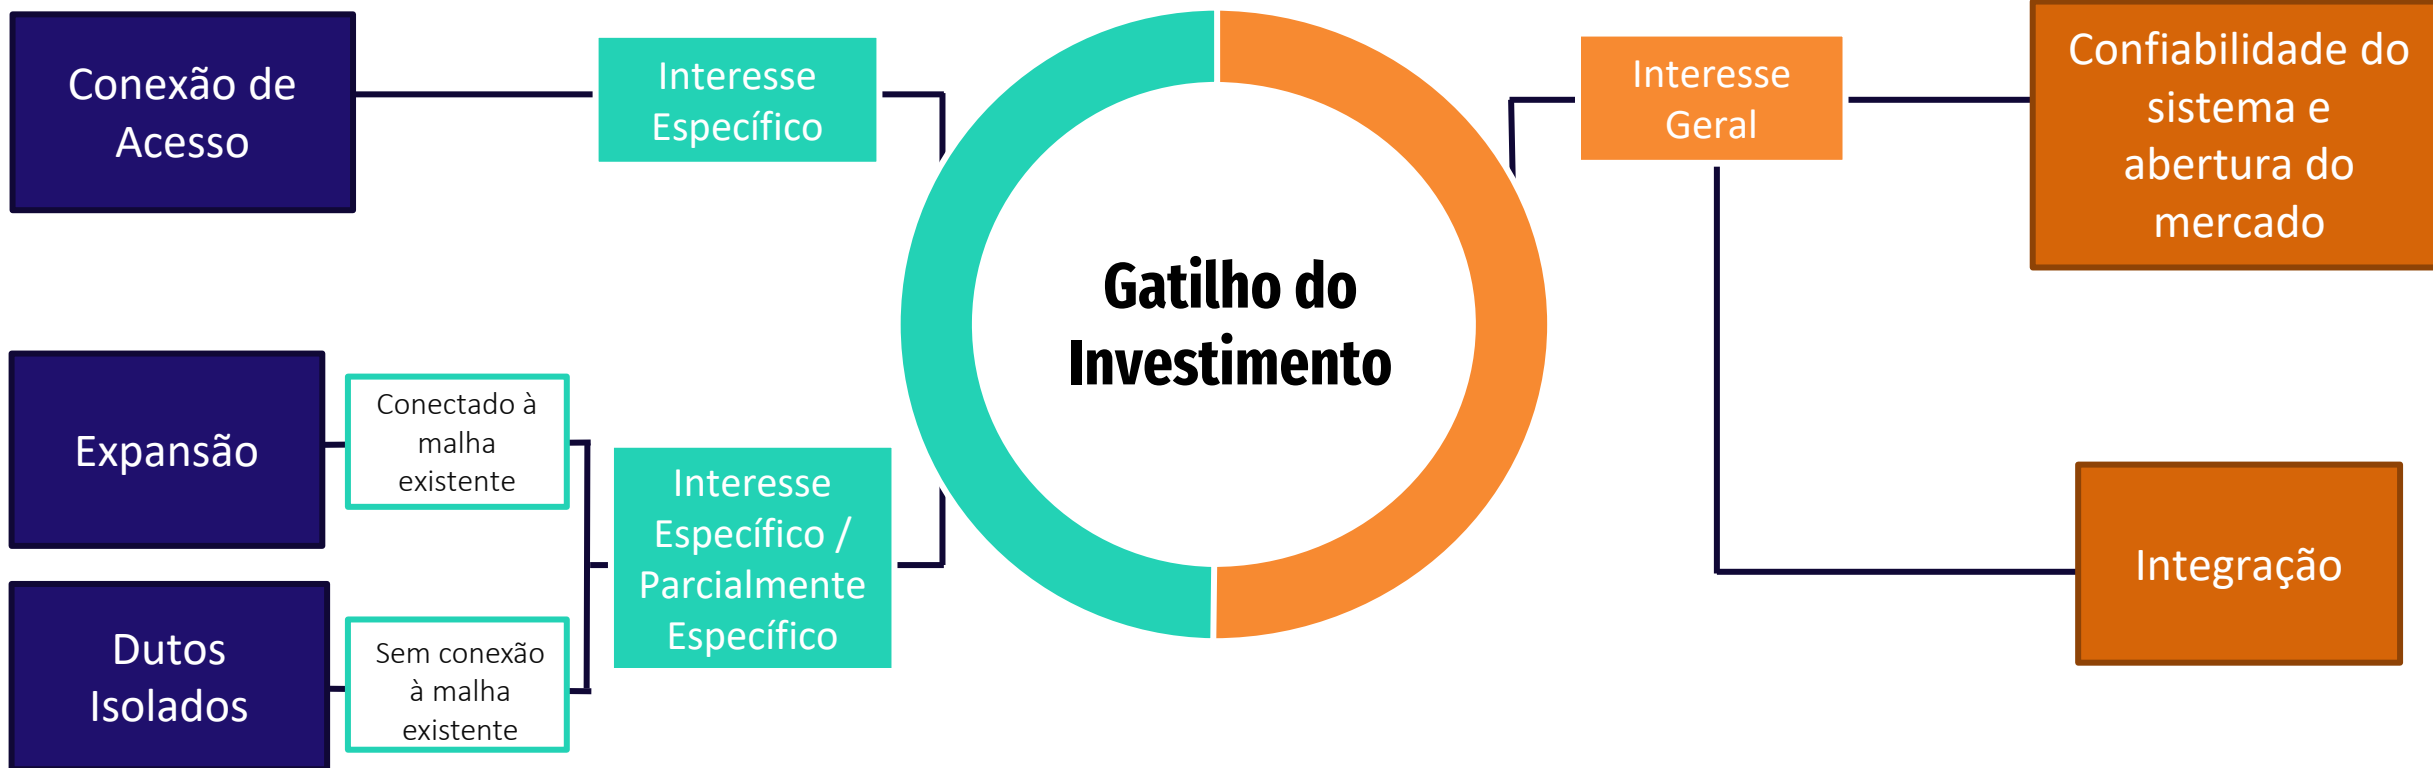 Conexão de
Acesso
Interesse
Específico
Expansão
Conectado à
malha
existente
Dutos
Isolados
Sem conexão
à malha
existente
Interesse
Específico /
Parcialmente
Específico
Gatilho do
Investimento
Interesse
Geral
Confiabilidade do
sistema e
abertura do
mercado
Integração